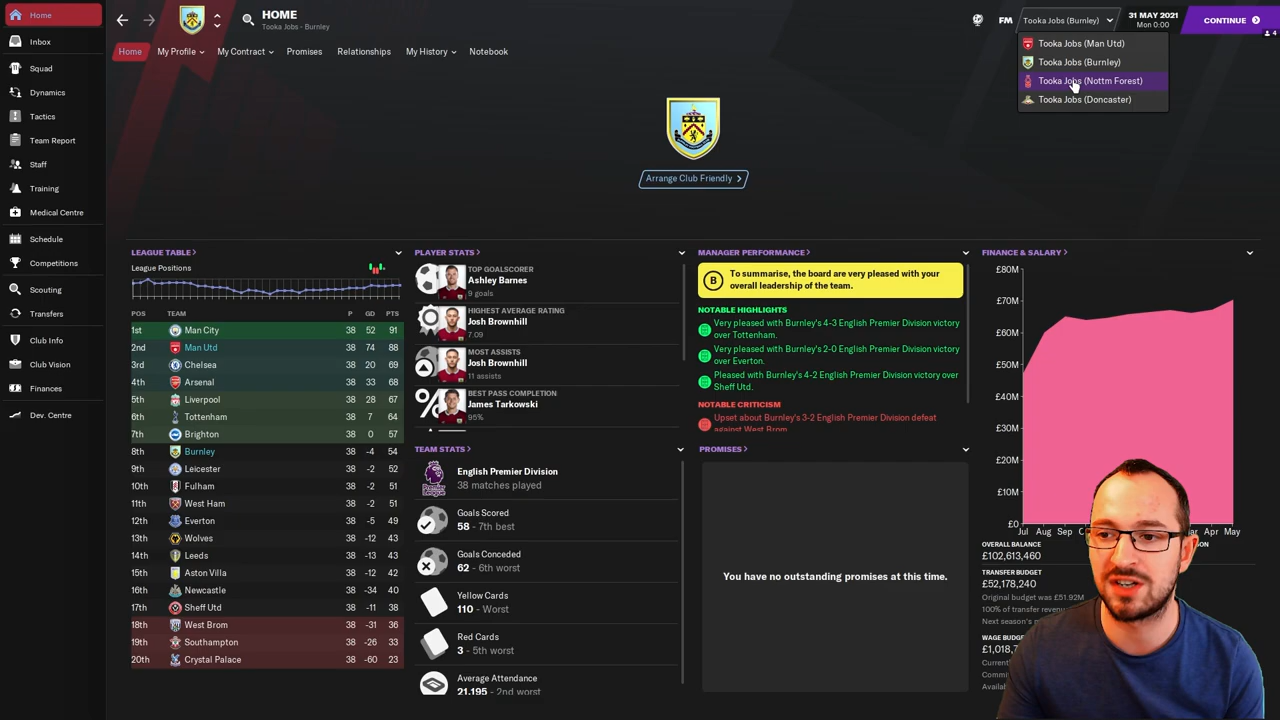 Home
HOME
Tooka Jobs - Burnley
FM
Tooka Jobs (Burnley)
31 MAY 2021
Mon 0:00
CONTINUE
4
Tooka Jobs (Man Utd)
Tooka Jobs (Burnley)
Tooka Jobs (Nottm Forest)
Tooka Jobs (Doncaster)
Home
My Profile
My Contract
Promises
Relationships
My History
Notebook
Inbox
Squad
Dynamics
Tactics
Team Report
Staff
Training
Medical Centre
Schedule
Competitions
Scouting
Transfers
Club Info
Club Vision
Finances
Dev. Centre
Arrange Club Friendly
LEAGUE TABLE
League Positions
POS TEAM P GD PTS
1st Man City 38 52 91
2nd Man Utd 38 74 88
3rd Chelsea 38 20 69
4th Arsenal 38 33 68
5th Liverpool 38 28 67
6th Tottenham 38 7 64
7th Brighton 38 0 57
8th Burnley 38 -4 54
9th Leicester 38 -2 52
10th Fulham 38 -2 51
11th West Ham 38 -2 51
12th Everton 38 -5 49
13th Wolves 38 -12 43
14th Leeds 38 -13 43
15th Aston Villa 38 -12 42
16th Newcastle 38 -34 40
17th Sheff Utd 38 -11 38
18th West Brom 38 -31 36
19th Southampton 38 -26 33
20th Crystal Palace 38 -60 23
PLAYER STATS
TOP GOALSCORER
Ashley Barnes
9 goals
HIGHEST AVERAGE RATING
Josh Brownhill
7.09
MOST ASSISTS
Josh Brownhill
11 assists
BEST PASS COMPLETION
James Tarkowski
95%
TEAM STATS
English Premier Division
38 matches played
Goals Scored
58 - 7th best
Goals Conceded
62 - 6th worst
Yellow Cards
110 - Worst
Red Cards
3 - 5th worst
Average Attendance
21,195 - 2nd worst
MANAGER PERFORMANCE
B
To summarise, the board are very pleased with your
overall leadership of the team.
NOTABLE HIGHLIGHTS
Very pleased with Burnley's 4-3 English Premier Division victory
over Tottenham.
Very pleased with Burnley's 2-0 English Premier Division victory
over Everton.
Pleased with Burnley's 4-2 English Premier Division victory over
Sheff Utd.
NOTABLE CRITICISM
Upset about Burnley's 3-2 English Premier Division defeat
against West Brom.
PROMISES
You have no outstanding promises at this time.
FINANCE & SALARY
£80M
£70M
£60M
£50M
£40M
£30M
£20M
£10M
£0
Jul Aug Sep Apr May
OVERALL BALANCE
£102,613,460
TRANSFER BUDGET
£52,178,240
Original budget was £51.92M
100% of transfer
Next season's
WAGE
£1,018,